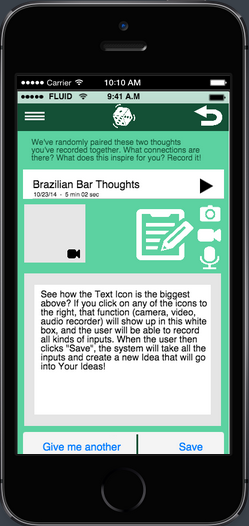 Carrier 10:10 AM
FLUID 9:41 A.M
We've randomly paired these two thoughts
you've recorded together. What connections are
there? What does this inspire for you? Record it!
Brazilian Bar Thoughts
10/23/14 - 5 min 02 sec
See how the Text Icon is the biggest
above? If you click on any of the icons to
the right, that function (camera, video,
audio recorder) will show up in this white
box, and the user will be able to record
all kinds of inputs. When the user then
clicks "Save", the system will take all the
inputs and create a new Idea that will go
into Your Ideas!
Give me another Save